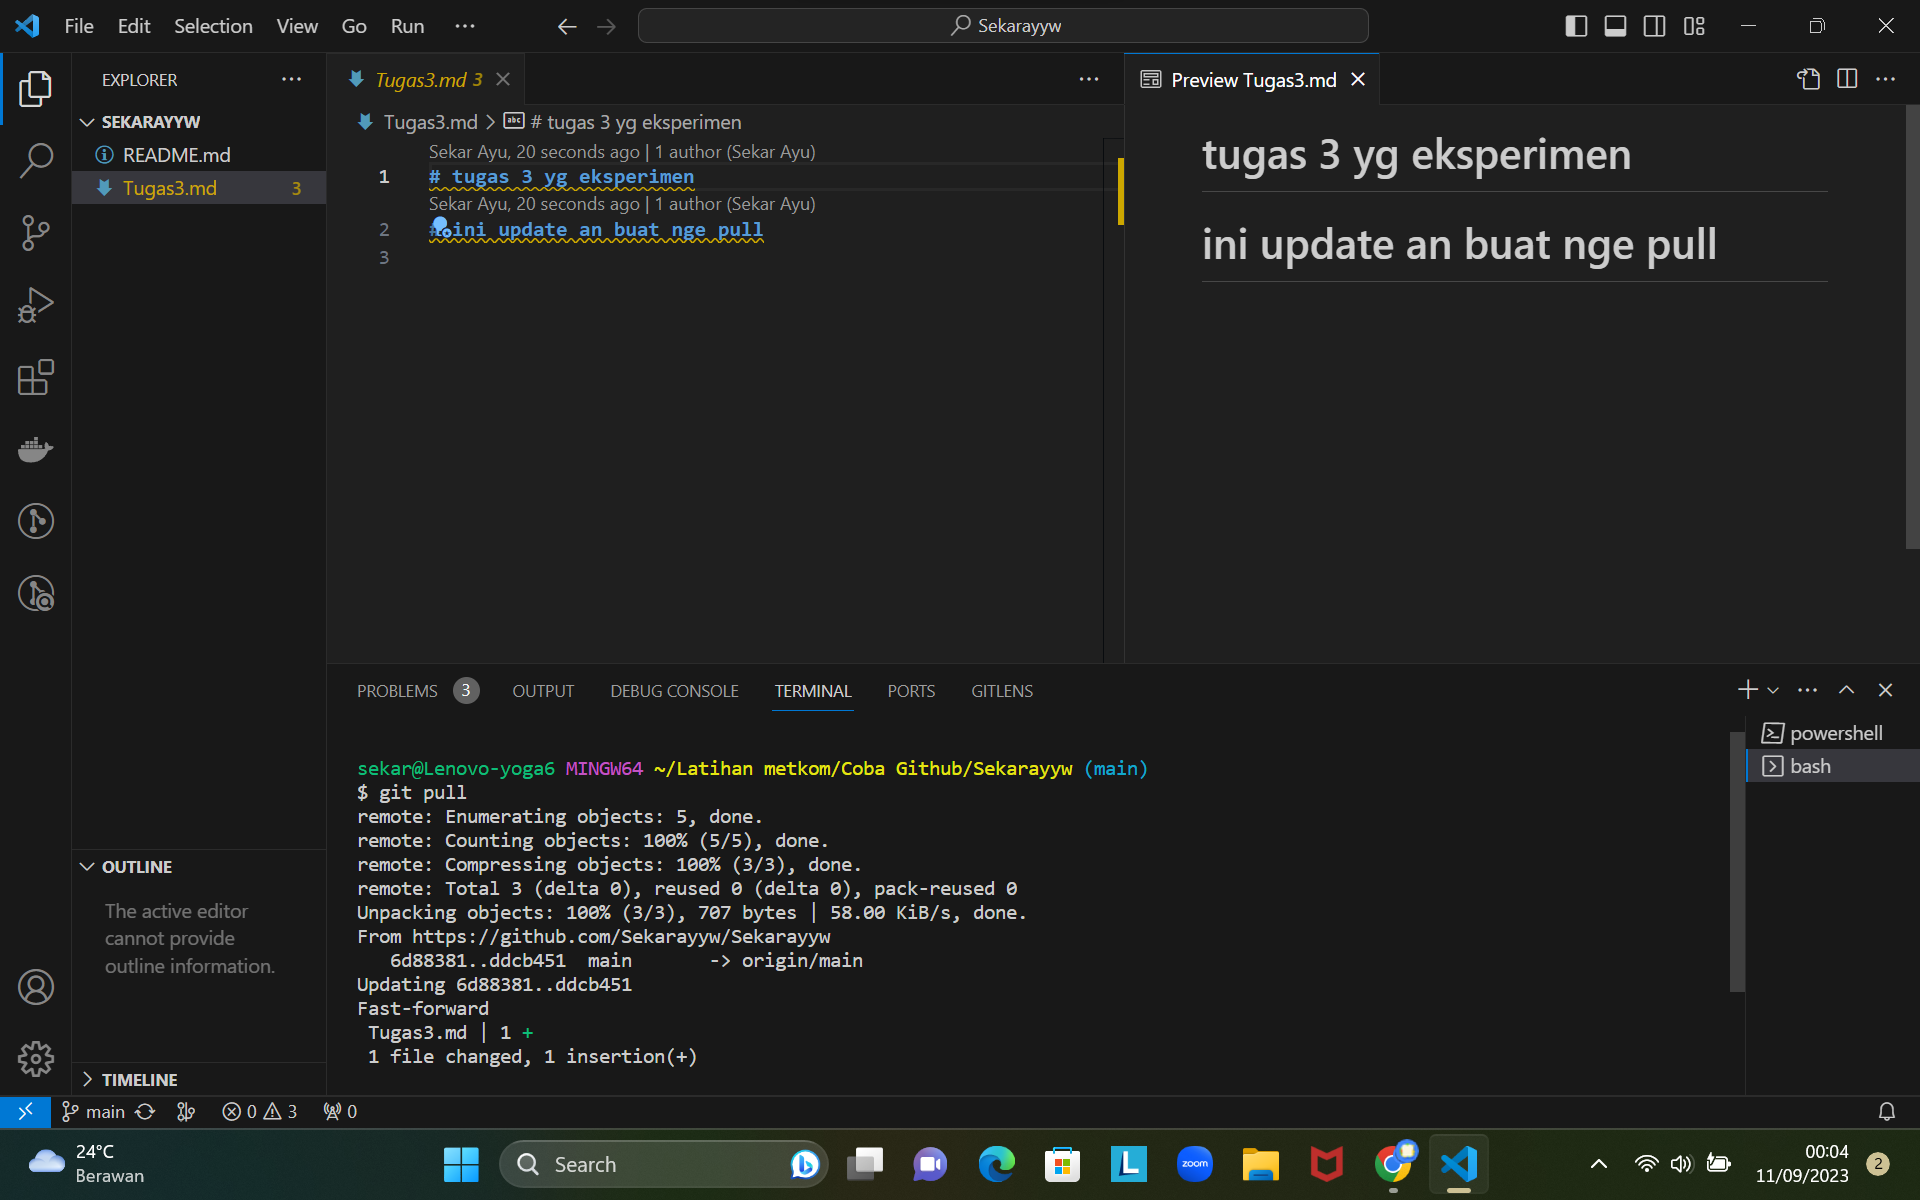 File Edit Selection View Go Run ···
Sekarayyw
EXPLORER
SEKARAYYW
README.md
Tugas3.md 3
OUTLINE
The active editor
cannot provide
outline information.
TIMELINE
Tugas3.md 3
Tugas3.md > # tugas 3 yg eksperimen
Sekar Ayu, 20 seconds ago | 1 author (Sekar Ayu)
1 # tugas 3 yg eksperimen
Sekar Ayu, 20 seconds ago | 1 author (Sekar Ayu)
2 # ini update an buat nge pull
3
Preview Tugas3.md
tugas 3 yg eksperimen
ini update an buat nge pull
PROBLEMS 3 OUTPUT DEBUG CONSOLE TERMINAL PORTS GITLENS
powershell
bash
sekar@Lenovo-yoga6 MINGW64 ~/Latihan metkom/Coba Github/Sekarayyw (main)
$ git pull
remote: Enumerating objects: 5, done.
remote: Counting objects: 100% (5/5), done.
remote: Compressing objects: 100% (3/3), done.
remote: Total 3 (delta 0), reused 0 (delta 0), pack-reused 0
Unpacking objects: 100% (3/3), 707 bytes | 58.00 KiB/s, done.
From https://github.com/Sekarayyw/Sekarayyw
6d88381..ddcb451 main -> origin/main
Updating 6d88381..ddcb451
Fast-forward
Tugas3.md | 1 +
1 file changed, 1 insertion(+)
main 0 3 0
24°C
Berawan
Search
L
zoom
00:04
11/09/2023
2